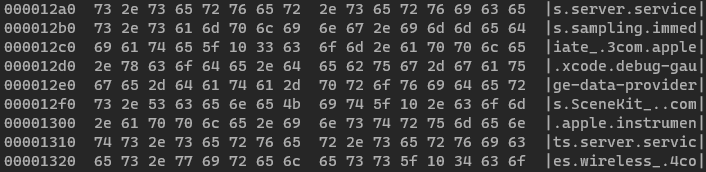 000012a0  73 2e 73 65 72 76 65 72  2e 73 65 72 76 69 63 65  |s.server.service|
000012b0  73 2e 73 61 6d 70 6c 69  6e 67 2e 69 6d 6d 65 64  |s.sampling.immed|
000012c0  69 61 74 65 5f 10 33 63  6f 6d 2e 61 70 70 6c 65  |iate_.3com.apple|
000012d0  2e 78 63 6f 64 65 2e 64  65 62 75 67 2d 67 61 75  |.xcode.debug-gau|
000012e0  67 65 2d 64 61 74 61 2d  70 72 6f 76 69 64 65 72  |ge-data-provider|
000012f0  73 2e 53 63 65 6e 65 4b  69 74 5f 10 2e 63 6f 6d  |s.SceneKit_..com|
00001300  2e 61 70 70 6c 65 2e 69  6e 73 74 72 75 6d 65 6e  |.apple.instrumen|
00001310  74 73 2e 73 65 72 76 65  72 2e 73 65 72 76 69 63  |ts.server.servic|
00001320  65 73 2e 77 69 72 65 6c  65 73 73 5f 10 34 63 6f  |es.wireless_.4co|